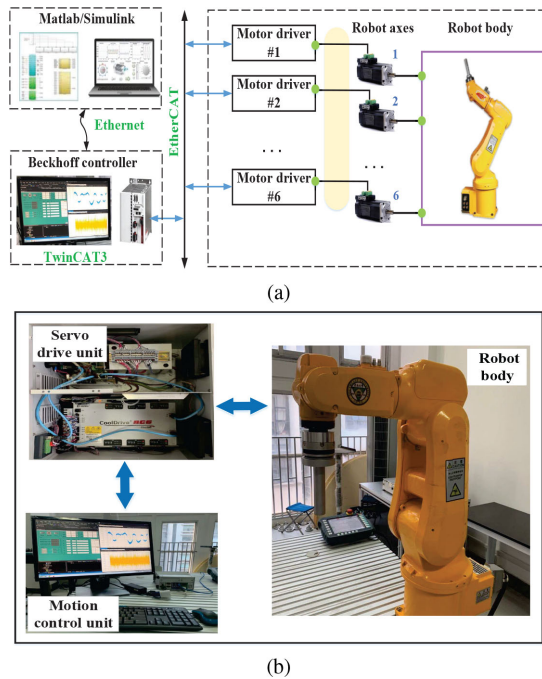 Matlab/Simulink
Ethernet
Beckhoff controller
TwinCAT3
EtherCAT
Motor driver
#1
Motor driver
#2
. . .
Motor driver
#6
Robot axes
1
2
...
6
Robot body
(a)
Servo
drive unit
CoolDrive
Motion
control unit
Robot
body
(b)